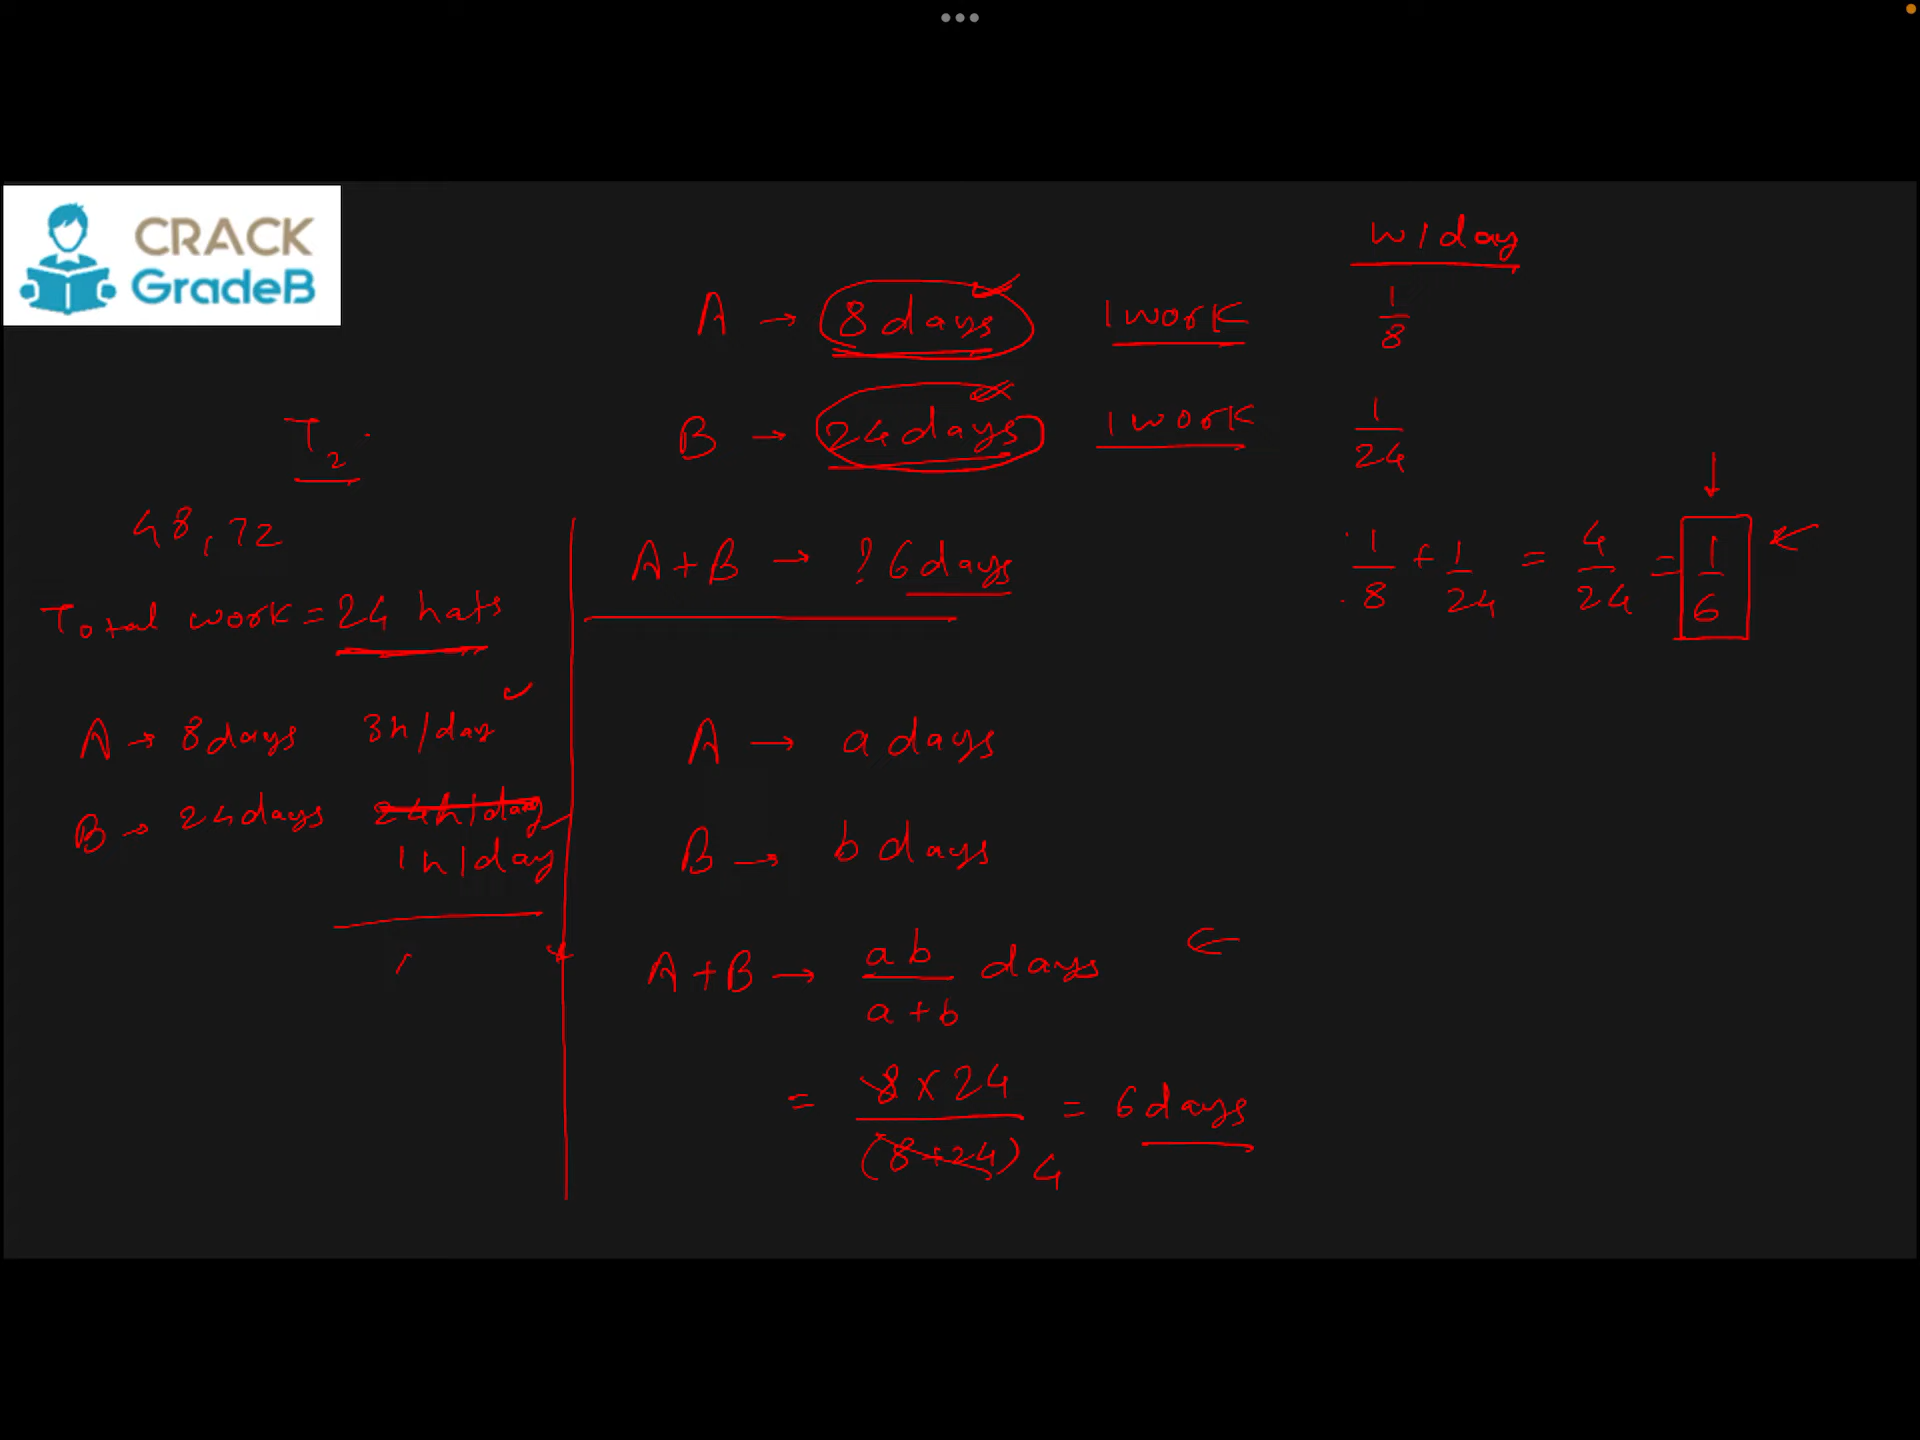 CRACK
GradeB
w/day
A → 8 days 1 work 1/8
B → 24 days 1 work 1/24
A+B → ? 6 days 1/8 + 1/24 = 4/24 = 1/6
T2
48, 72
Total work = 24 hats
A → 8 days 3h/day
B → 24 days 24h/day
1h/day
A → a days
B → b days
A+B → ab/a+b days
= 8 x 24/(8+24) 4 = 6 days